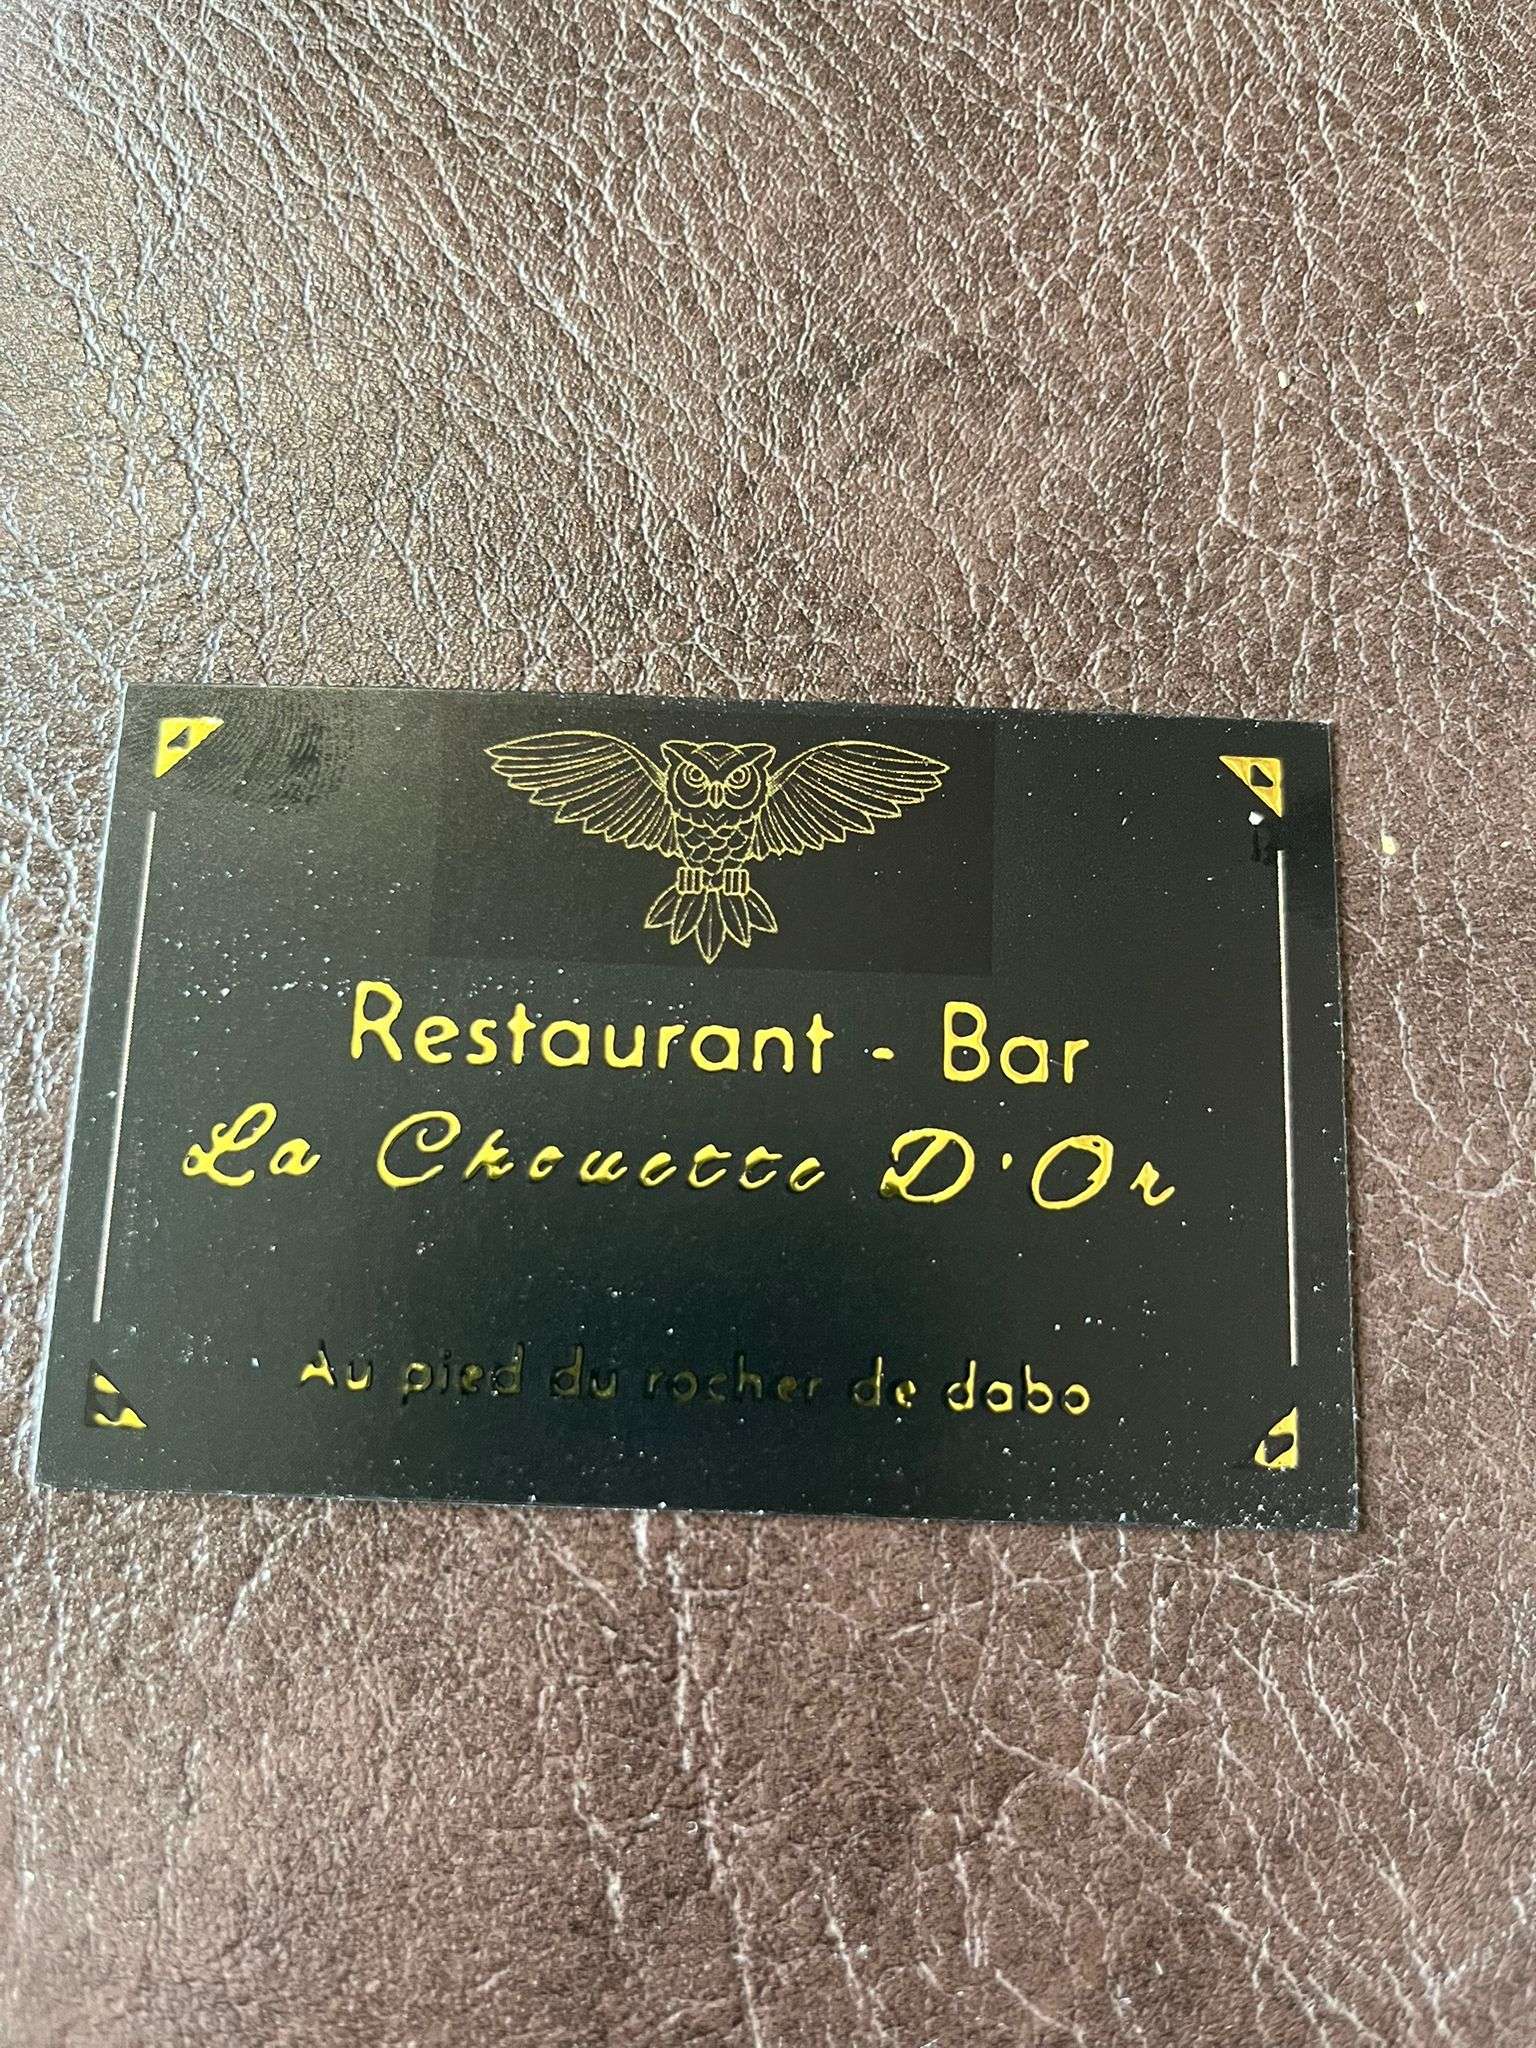 Restaurant - Bar
La Chouette D'Or
Au pied du rocher de dabo